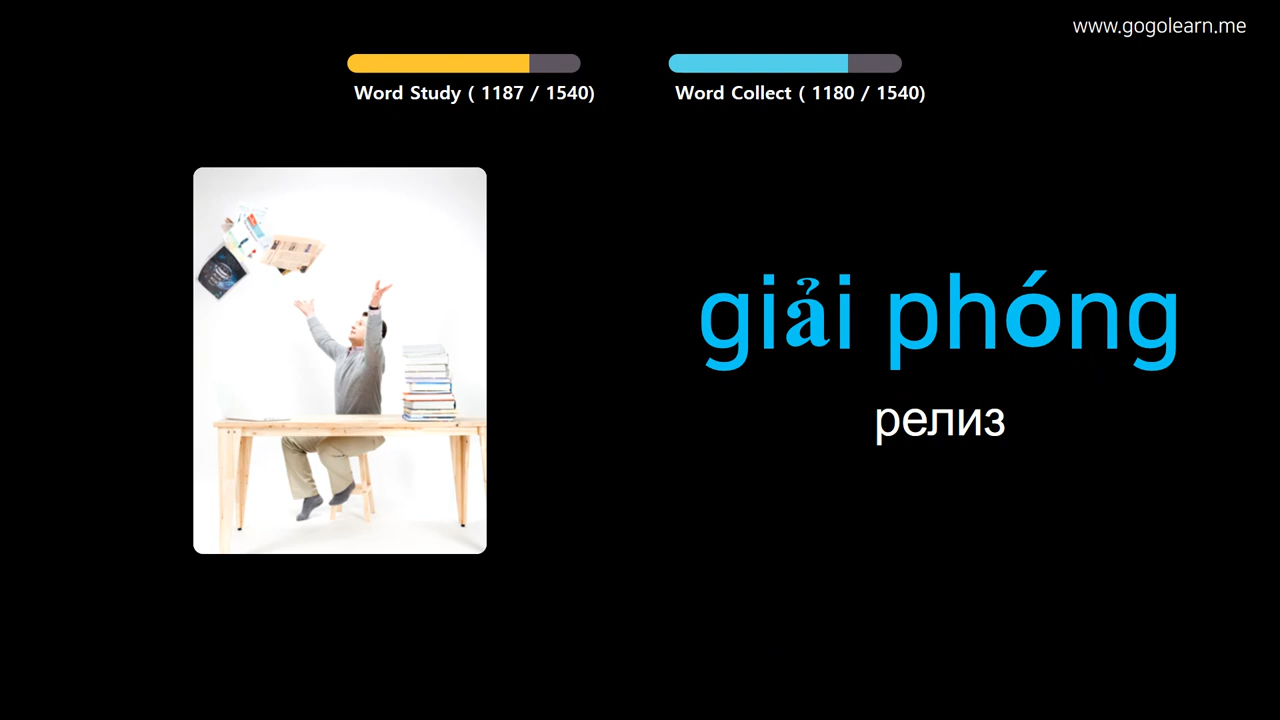 www.gogolearn.me
Word Study ( 1187 / 1540)
Word Collect ( 1180 / 1540)
giải phóng
релиз